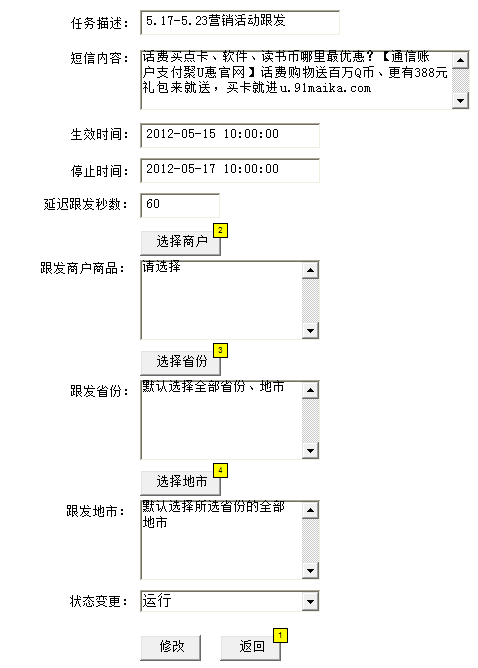 任务描述： 5.17-5.23营销活动跟发
短信内容： 话费买点卡、软件、读书币哪里最优惠？【通信账
户支付聚U惠官网】话费购物送百万Q币、更有388元
礼包来就送，买卡就进u.91maika.com
生效时间： 2012-05-15 10:00:00
停止时间： 2012-05-17 10:00:00
延迟跟发秒数： 60
选择商户 2
跟发商户商品： 请选择
选择省份 3
跟发省份： 默认选择全部省份、地市
选择地市 4
跟发地市： 默认选择所选省份的全部
地市
状态变更： 运行
修改 返回 1